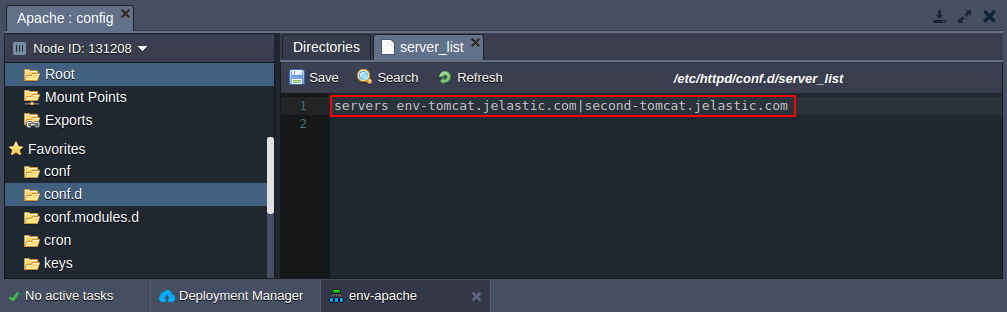 Apache : config
Node ID: 131208
Root
Mount Points
Exports
Favorites
conf
conf.d
conf.modules.d
cron
keys
Directories
server_list
Save
Search
Refresh
/etc/httpd/conf.d/server_list
1 servers env-tomcat.jelastic.com|second-tomcat.jelastic.com
2
No active tasks
Deployment Manager
env-apache